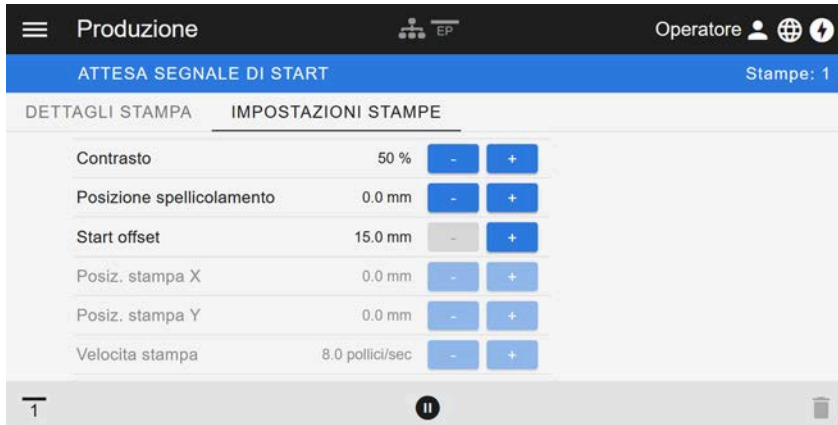 Produzione EP Operatore
ATTESA SEGNALE DI START Stampe: 1
DETTAGLI STAMPA IMPOSTAZIONI STAMPE
Contrasto 50 % - +
Posizione spellicolamento 0.0 mm - +
Start offset 15.0 mm - +
Posiz. stampa X 0.0 mm - +
Posiz. stampa Y 0.0 mm - +
Velocita stampa 8.0 pollici/sec - +
1